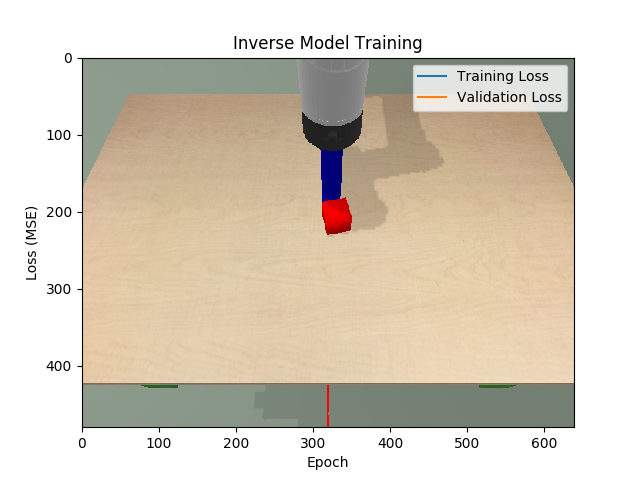 Inverse Model Training
Training Loss
Validation Loss
0
100
200
300
400
Loss (MSE)
0
100
200
300
400
500
600
Epoch